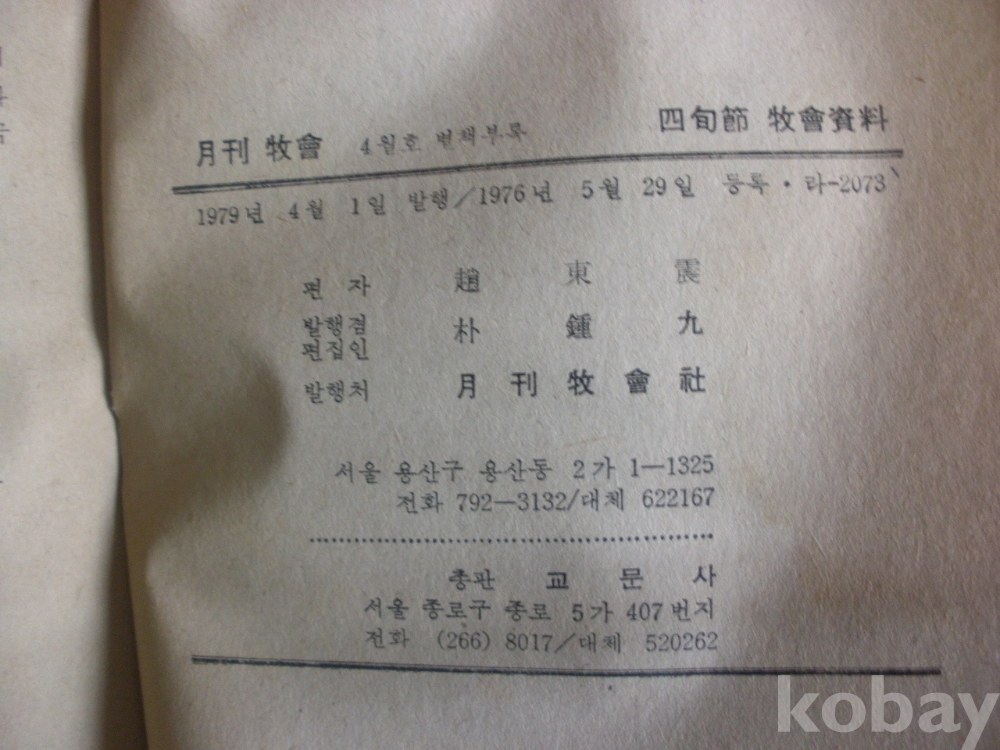 月刊 牧會 4월호 별책부록 四旬節 牧會資料
1979년 4월 1일 발행/1976년 5월 29일 등록·라-2073
편자 趙東震
발행겸
편집인 朴鍾九
발행처 月刊牧會社
서울 용산구 용산동 2가 1—1325
전화 792—3132/대체 622167
총판 교문사
서울 종로구 종로 5가 407번지
전화 (266) 8017/대체 520262
kobay